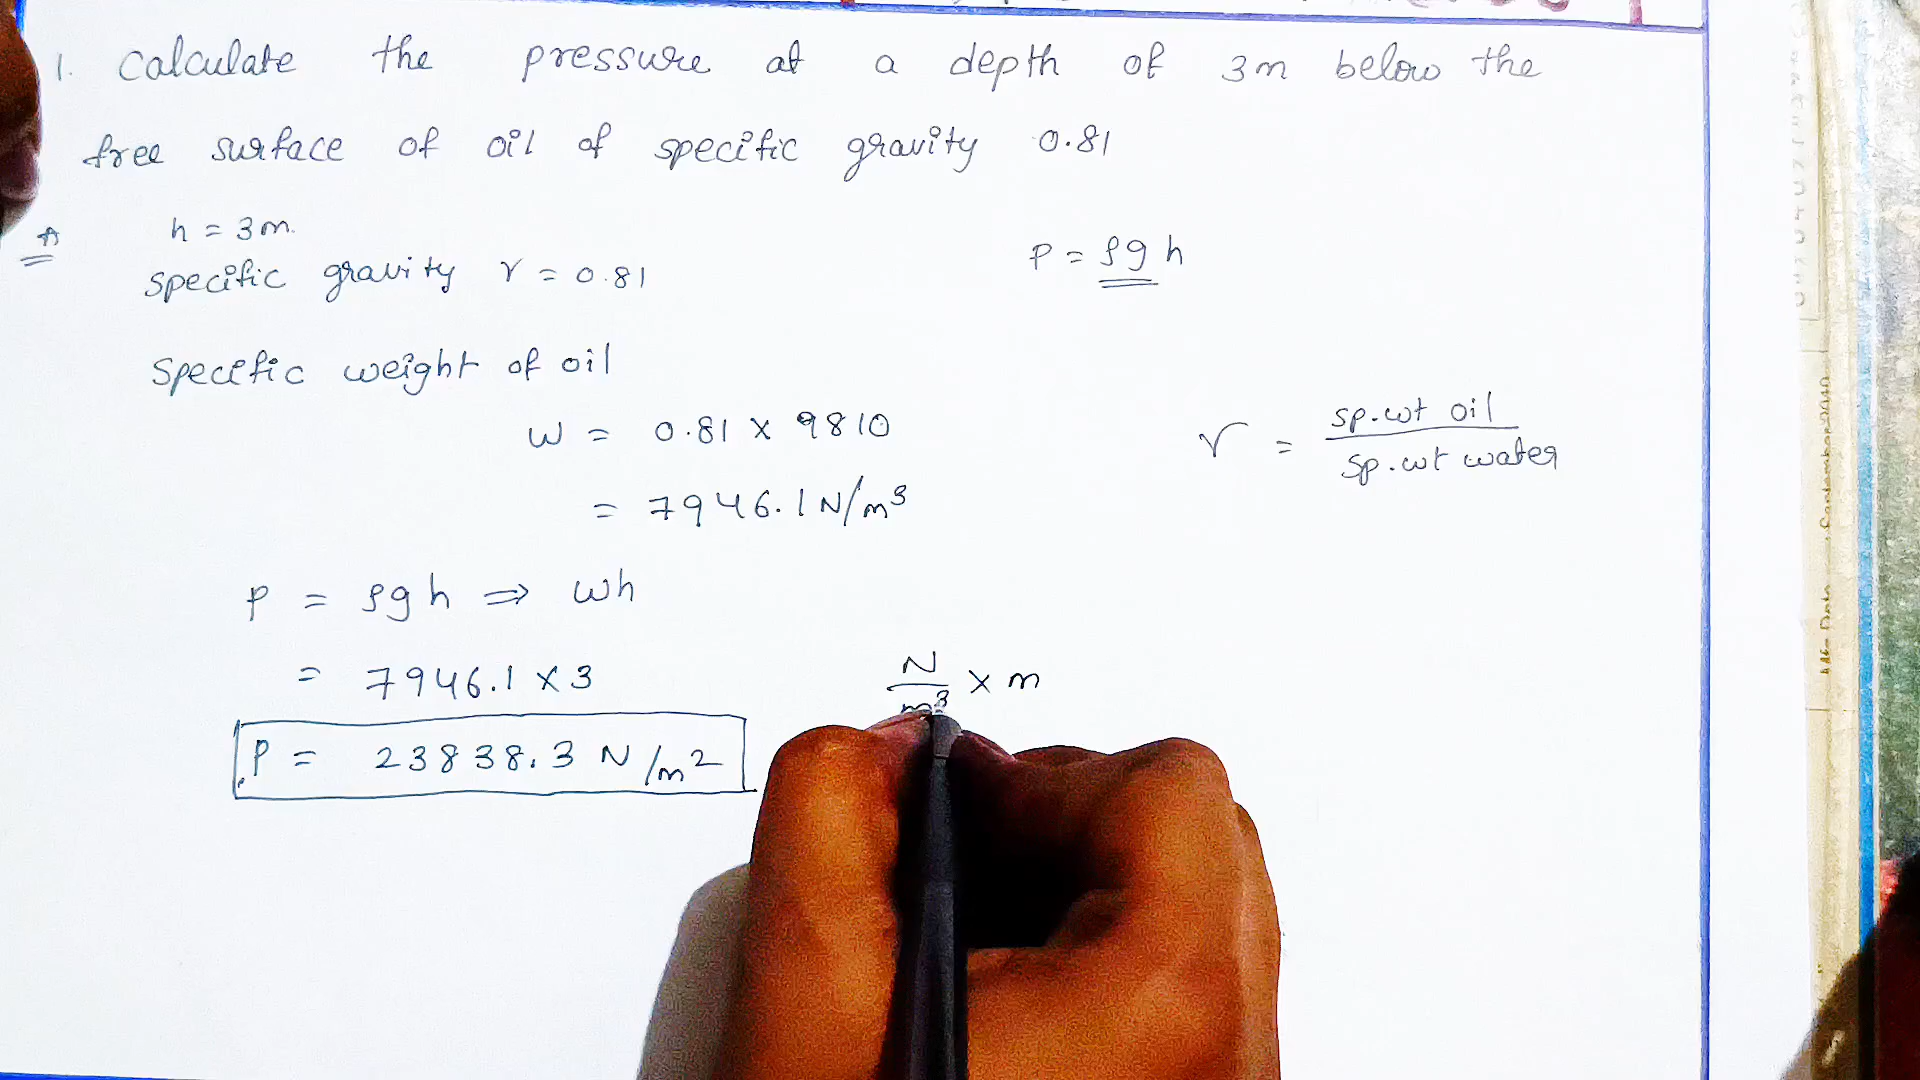 1. Calculate the pressure at a depth of 3m below the
free surface of oil of specific gravity 0.81
A
h = 3m.
specific gravity r = 0.81
P = ρg h
specific weight of oil
w = 0.81 x 9810
= 7946.1 N/m³
r = sp.wt oil / sp.wt water
P = ρg h ⇒ wh
= 7946.1 x 3
N/m³ x m
P = 23838.3 N/m²